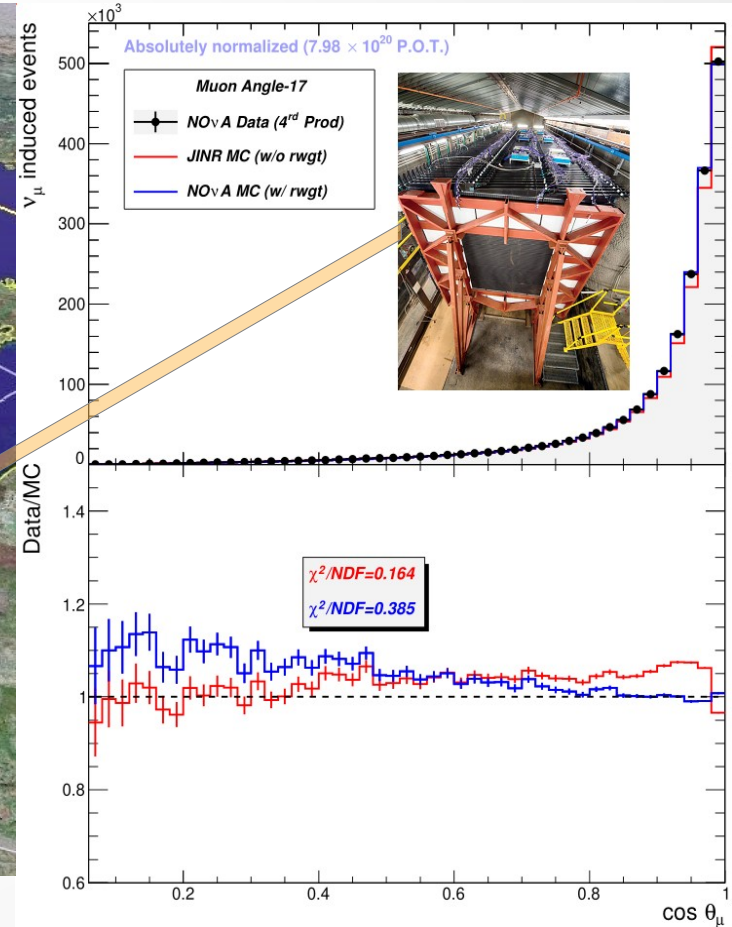 ×10³
Absolutely normalized (7.98 × 10²⁰ P.O.T.)
Muon Angle-17
NOνA Data (4ʳᵈ Prod)
JINR MC (w/o rwgt)
NOνA MC (w/ rwgt)
ν_μ induced events
500
400
300
200
100
0
Data/MC
1.4
1.2
1
0.8
0.6
χ²/NDF=0.164
χ²/NDF=0.385
0.2
0.4
0.6
0.8
1
cos θ_μ